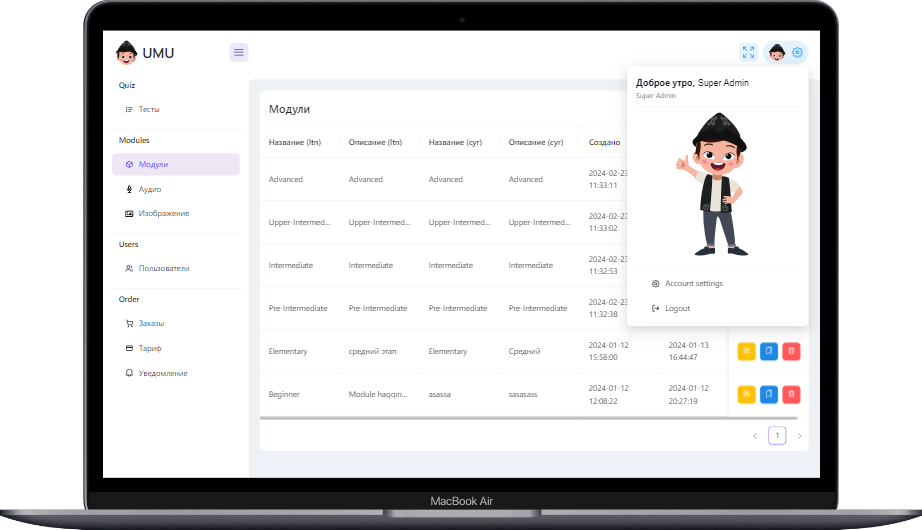 UMU
Quiz
Тесты
Modules
Модули
Аудио
Изображение
Users
Пользователи
Order
Заказы
Тариф
Уведомление
Доброе утро, Super Admin
Super Admin
Account settings
Logout
Модули
Название (ltn) Описание (ltn) Название (cyr) Описание (cyr) Создано
Advanced Advanced Advanced Advanced 2024-02-23
11:33:11
Upper-Intermed... Upper-Intermed... Upper-Intermed... Upper-Intermed... 2024-02-23
11:33:02
Intermediate Intermediate Intermediate Intermediate 2024-02-23
11:32:53
Pre-Intermediate Pre-Intermediate Pre-Intermediate Pre-Intermediate 2024-02-23
11:32:38
Elementary средний этап Elementary Средний 2024-01-12 2024-01-13
15:58:00 16:44:47
Beginner Module haqqın... asassa sasasass 2024-01-12 2024-01-12
12:08:22 20:27:19
< 1 >
MacBook Air